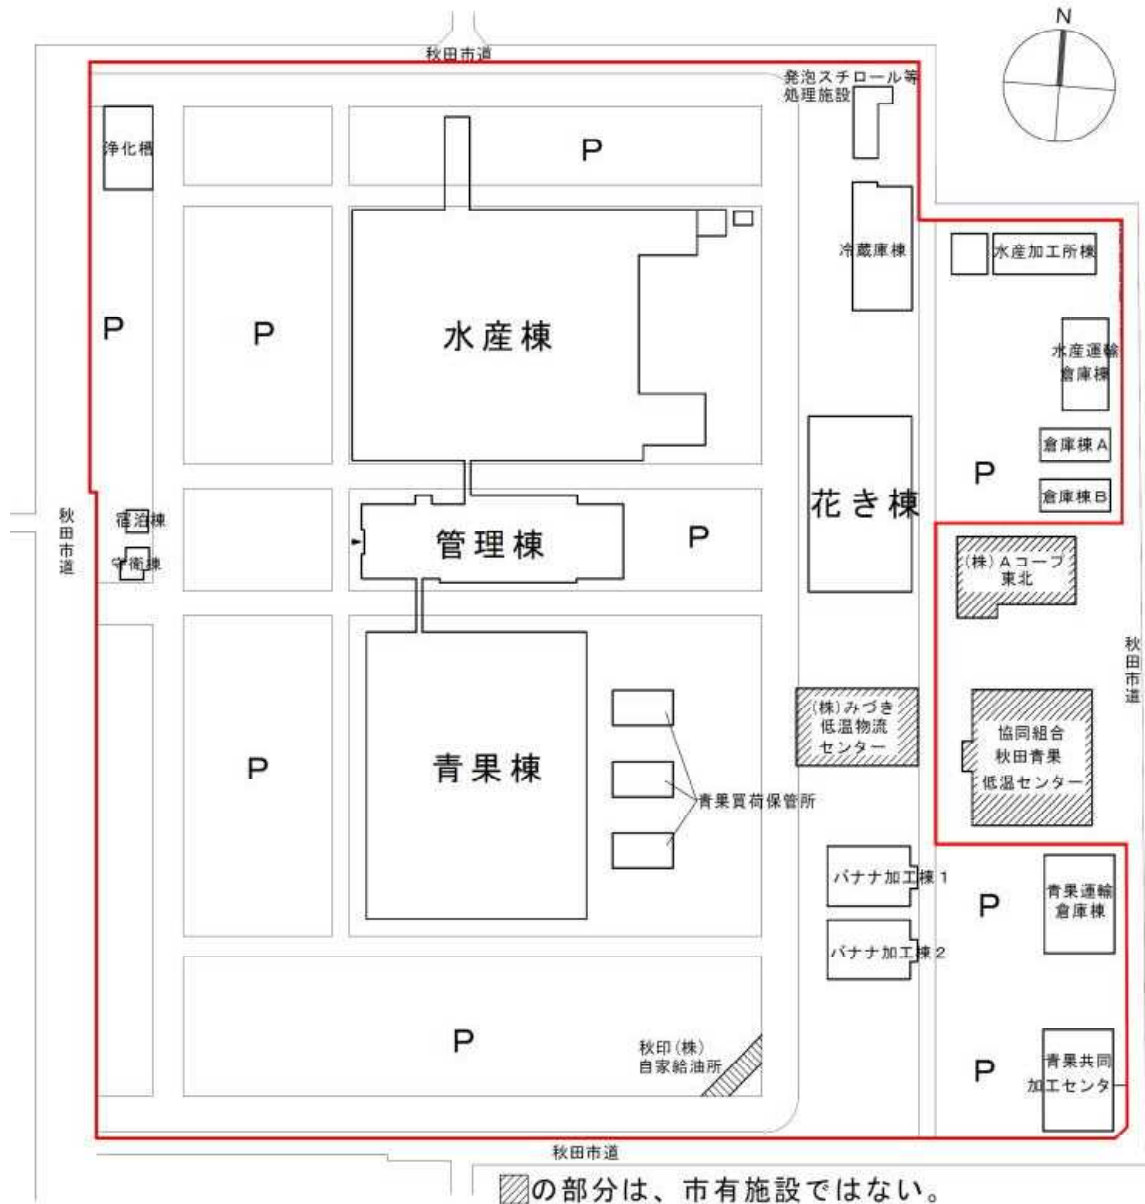 N
秋田市道
発泡スチロール等
処理施設
浄化槽
P
冷蔵庫棟
水産加工所棟
P
P
水産棟
水産運輸
倉庫棟
倉庫棟A
P
倉庫棟B
秋田市道
宿泊棟
守衛棟
管理棟
P
花き棟
(株)Aコープ
東北
秋田市道
(株)みづき
低温物流
センター
協同組合
秋田青果
低温センター
P
青果棟
青果買荷保管所
バナナ加工棟1
P
青果運輸
倉庫棟
バナナ加工棟2
P
秋印(株)
自家給油所
P
青果共同
加工センター
秋田市道
の部分は、市有施設ではない。